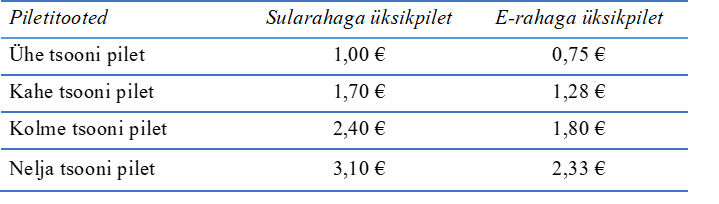 Piletitooted Sularahaga üksikpilet E-rahaga üksikpilet
Ühe tsooni pilet 1,00 € 0,75 €
Kahe tsooni pilet 1,70 € 1,28 €
Kolme tsooni pilet 2,40 € 1,80 €
Nelja tsooni pilet 3,10 € 2,33 €